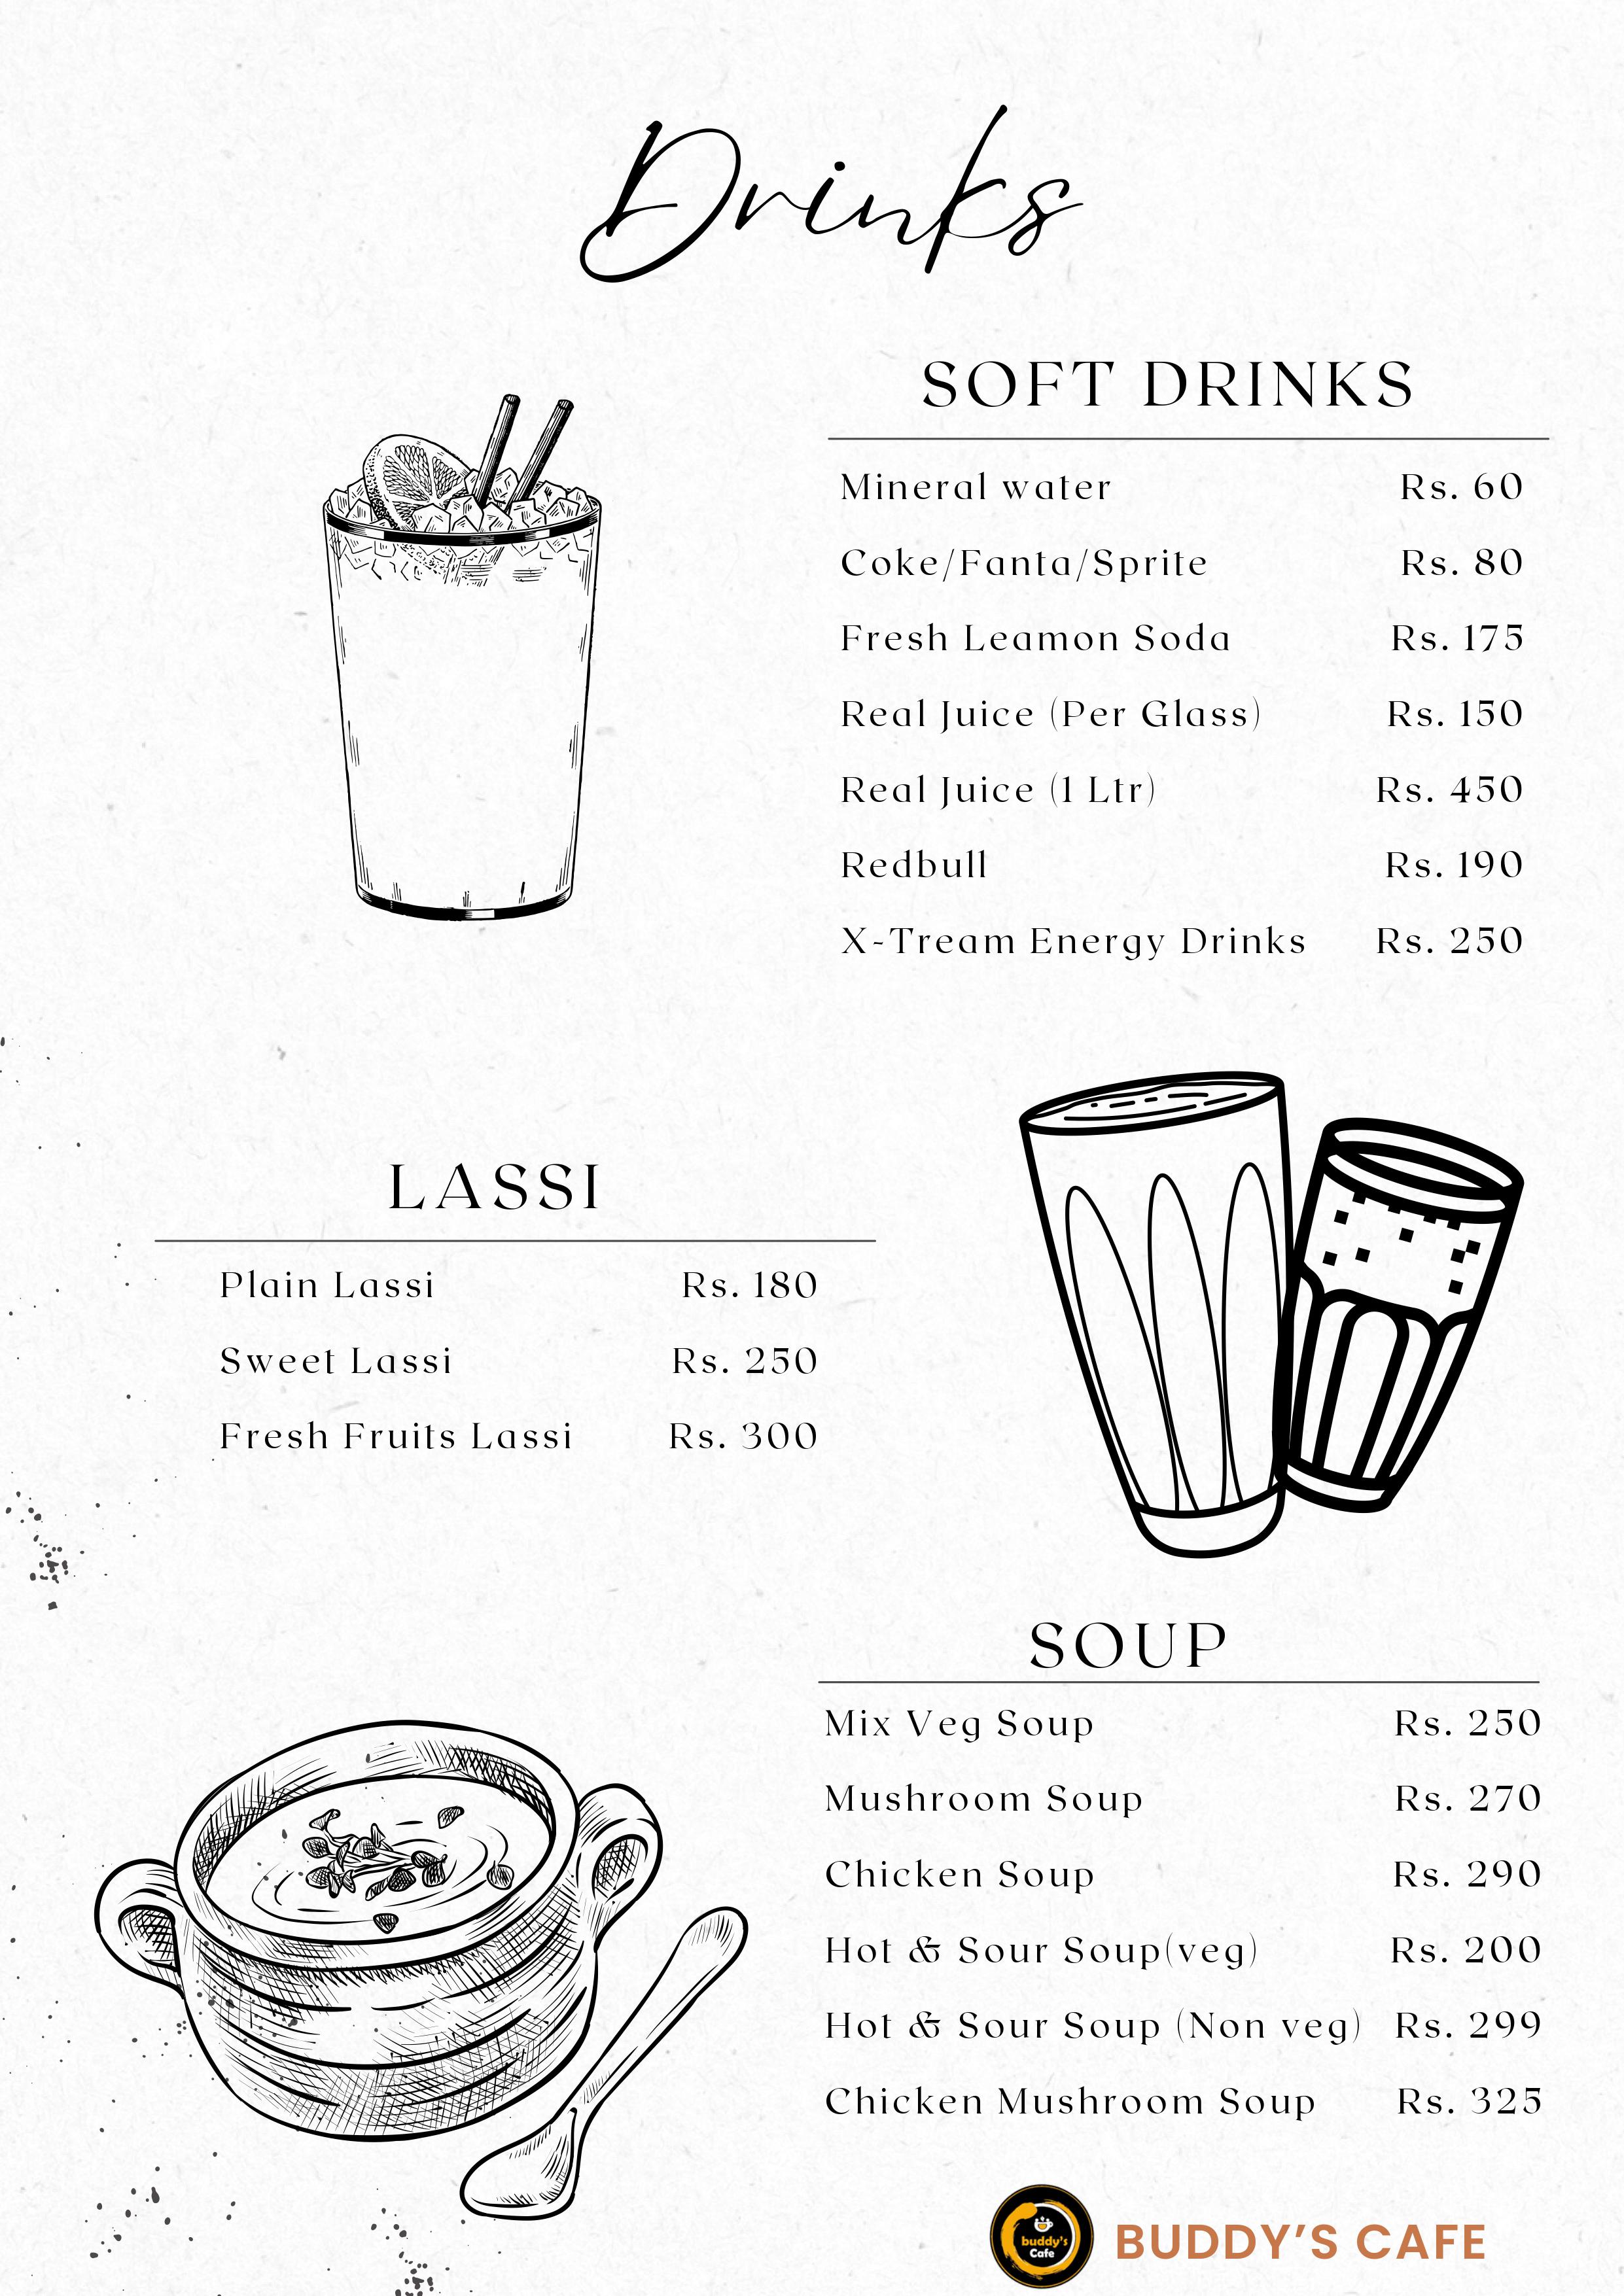 Drinks
SOFT DRINKS
Mineral water Rs. 60
Coke/Fanta/Sprite Rs. 80
Fresh Leamon Soda Rs. 175
Real Juice (Per Glass) Rs. 150
Real Juice (1 Ltr) Rs. 450
Redbull Rs. 190
X-Tream Energy Drinks Rs. 250
LASSI
Plain Lassi Rs. 180
Sweet Lassi Rs. 250
Fresh Fruits Lassi Rs. 300
SOUP
Mix Veg Soup Rs. 250
Mushroom Soup Rs. 270
Chicken Soup Rs. 290
Hot & Sour Soup(veg) Rs. 200
Hot & Sour Soup (Non veg) Rs. 299
Chicken Mushroom Soup Rs. 325
buddy's
Cafe
BUDDY'S CAFE